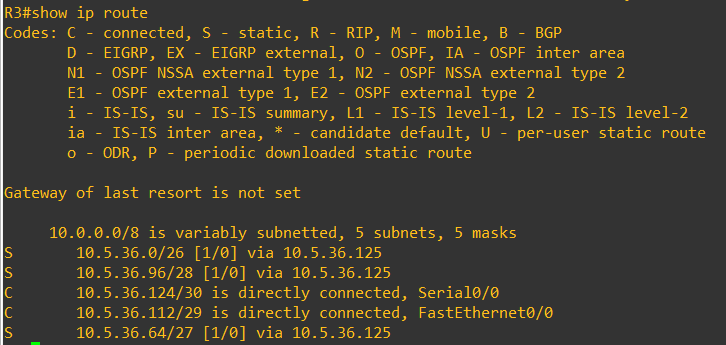 R3#show ip route
Codes: C - connected, S - static, R - RIP, M - mobile, B - BGP
       D - EIGRP, EX - EIGRP external, O - OSPF, IA - OSPF inter area
       N1 - OSPF NSSA external type 1, N2 - OSPF NSSA external type 2
       E1 - OSPF external type 1, E2 - OSPF external type 2
       i - IS-IS, su - IS-IS summary, L1 - IS-IS level-1, L2 - IS-IS level-2
       ia - IS-IS inter area, * - candidate default, U - per-user static route
       o - ODR, P - periodic downloaded static route
Gateway of last resort is not set
     10.0.0.0/8 is variably subnetted, 5 subnets, 5 masks
S       10.5.36.0/26 [1/0] via 10.5.36.125
S       10.5.36.96/28 [1/0] via 10.5.36.125
C       10.5.36.124/30 is directly connected, Serial0/0
C       10.5.36.112/29 is directly connected, FastEthernet0/0
S       10.5.36.64/27 [1/0] via 10.5.36.125